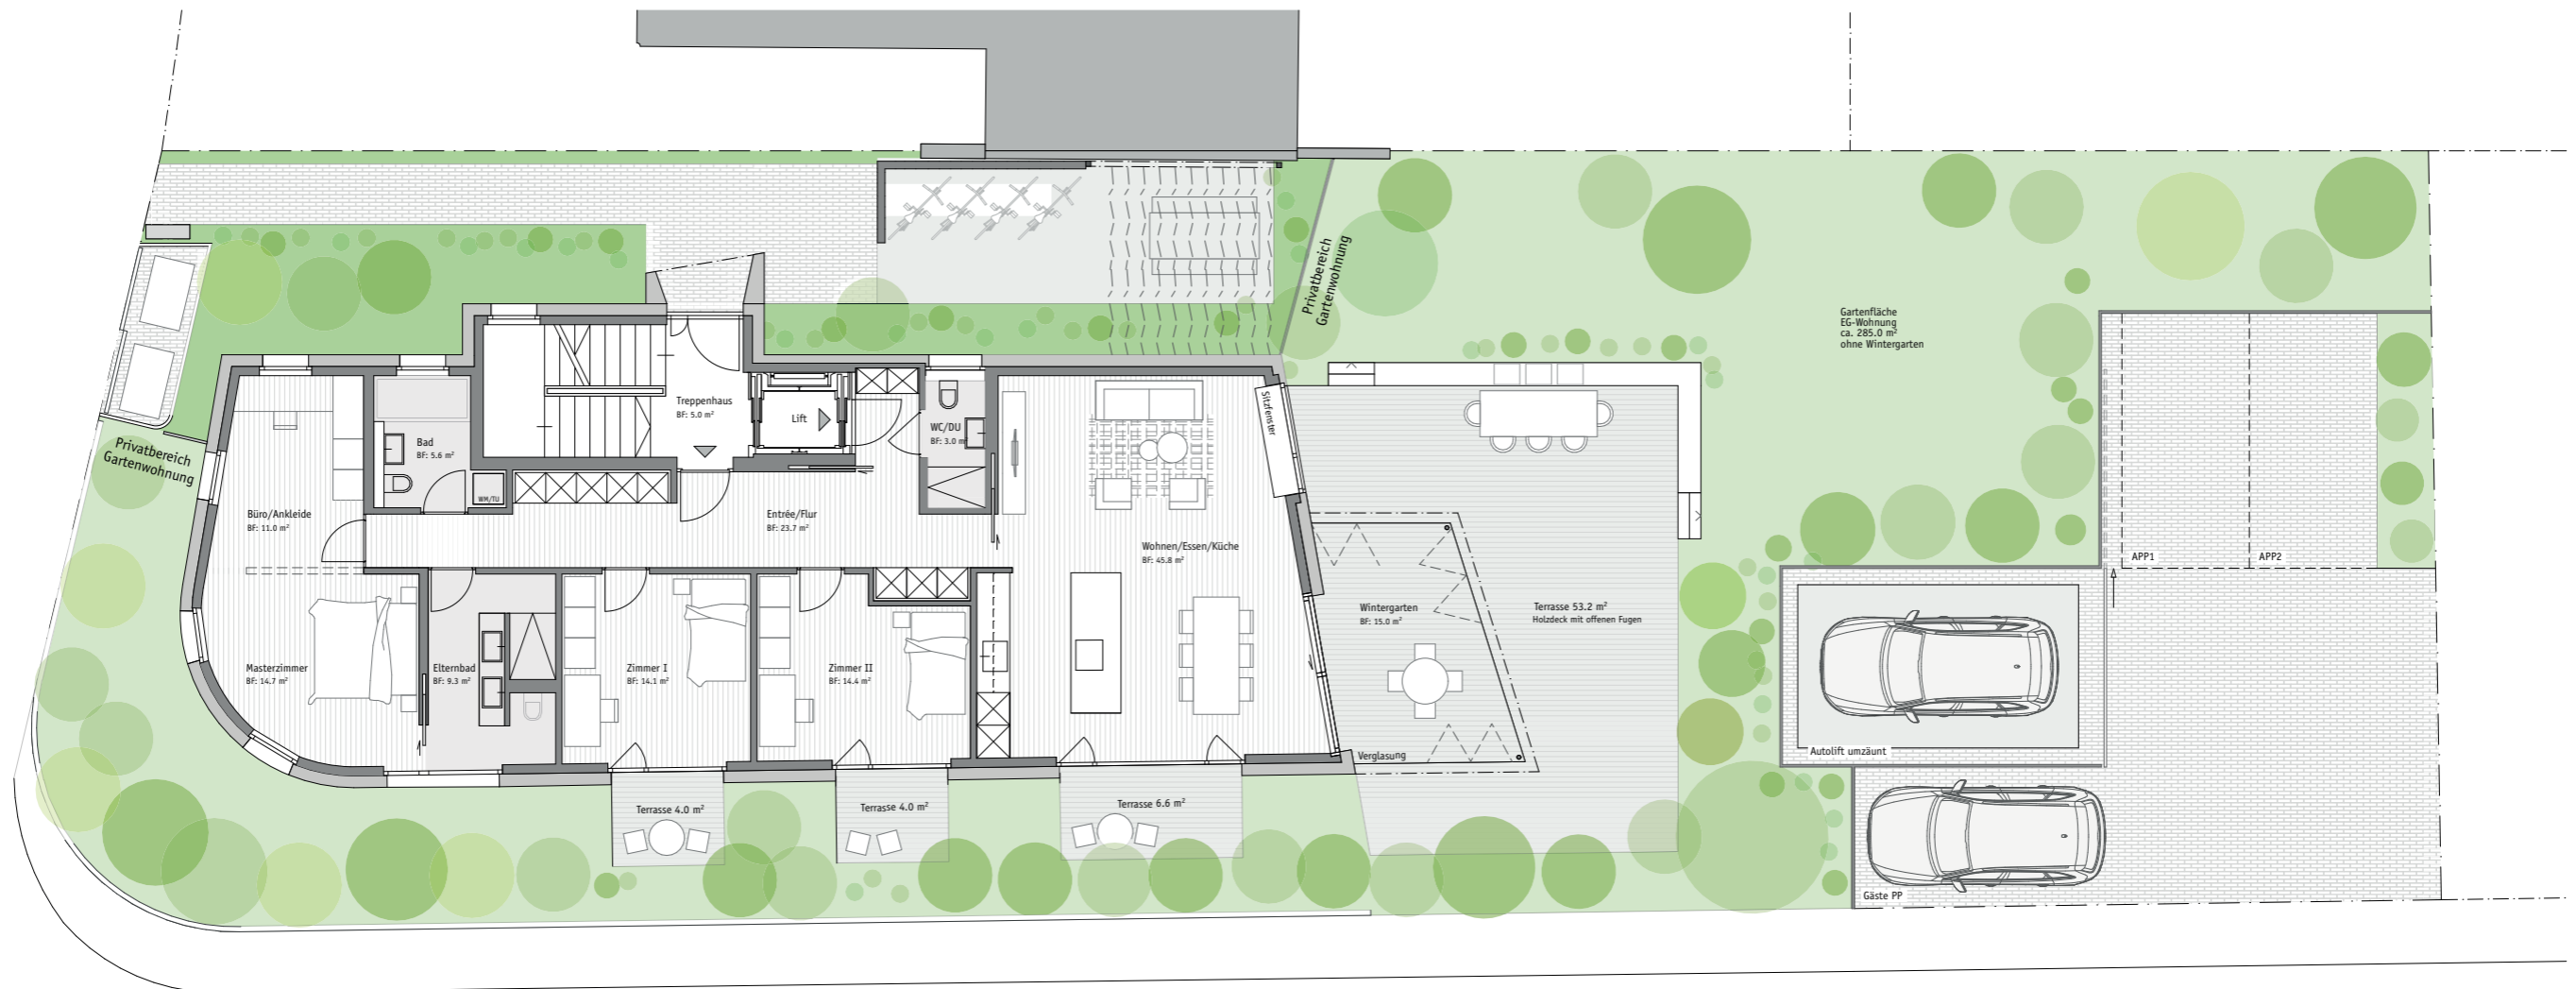 Privatbereich
Gartenwohnung
Gartenfläche
EG-Wohnung
ca. 285.0 m²
ohne Wintergarten
Treppenhaus
BF: 5.0 m²
Lift
WC/DU
BF: 3.0 m²
Sitzfenster
Privatbereich
Gartenwohnung
Bad
BF: 5.6 m²
WM/TU
Büro/Ankleide
BF: 11.0 m²
Entrée/Flur
BF: 23.7 m²
Wohnen/Essen/Küche
BF: 45.8 m²
APP1
APP2
Wintergarten
BF: 15.0 m²
Terrasse 53.2 m²
Holzdeck mit offenen Fugen
Masterzimmer
BF: 14.7 m²
Elternbad
BF: 9.3 m²
Zimmer I
BF: 14.1 m²
Zimmer II
BF: 14.4 m²
Verglasung
Autolift umzäunt
Terrasse 4.0 m²
Terrasse 4.0 m²
Terrasse 6.6 m²
Gäste PP